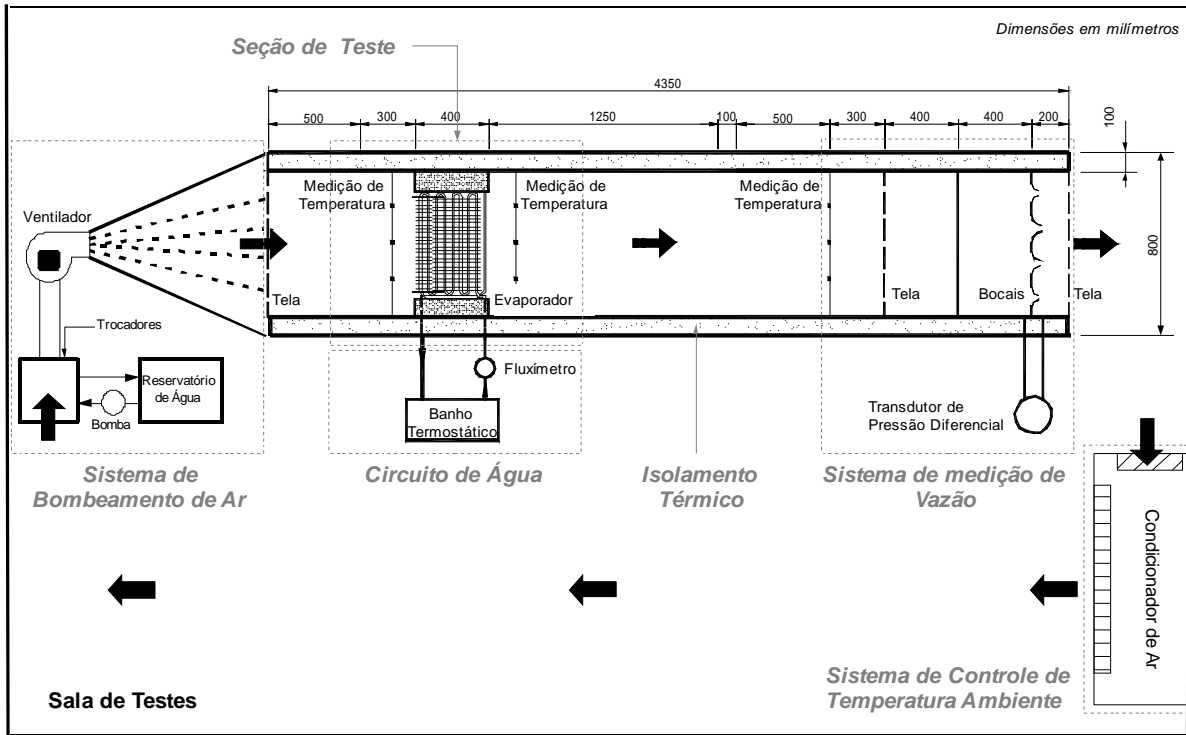 Dimensões em milímetros
Seção de Teste
4350
500
300
400
1250
100
500
300
400
400
200
100
Medição de
Temperatura
Medição de
Temperatura
Medição de
Temperatura
Ventilador
800
Tela
Evaporador
Tela
Bocais
Tela
Trocadores
Fluxímetro
Reservatório
de Água
Bomba
Banho
Termostático
Transdutor de
Pressão Diferencial
Sistema de
Bombeamento de Ar
Circuito de Água
Isolamento
Térmico
Sistema de medição de
Vazão
Condicionador de Ar
Sistema de Controle de
Temperatura Ambiente
Sala de Testes